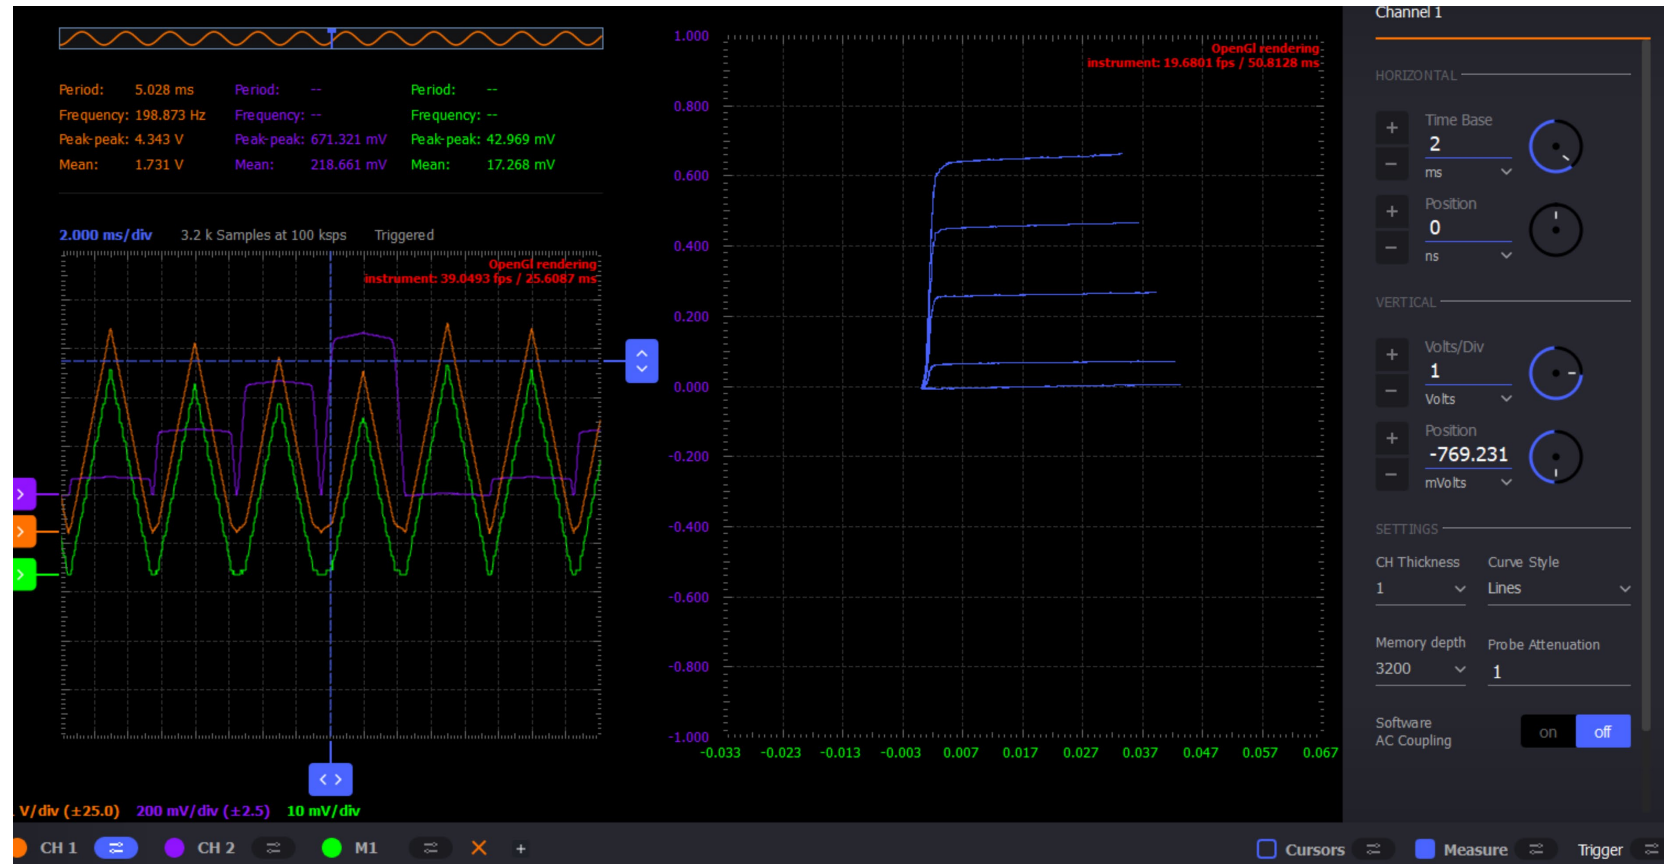 Period: 5.028 ms Period: -- Period: --
Frequency: 198.873 Hz Frequency: -- Frequency: --
Peak-peak: 4.343 V Peak-peak: 671.321 mV Peak-peak: 42.969 mV
Mean: 1.731 V Mean: 218.661 mV Mean: 17.268 mV
2.000 ms/div 3.2 k Samples at 100 ksps Triggered
OpenGl rendering
instrument: 39.0493 fps / 25.6087 ms
V/div (±25.0) 200 mV/div (±2.5) 10 mV/div
OpenGl rendering
instrument: 19.6801 fps / 50.8128 ms
1.000
0.800
0.600
0.400
0.200
0.000
-0.200
-0.400
-0.600
-0.800
-1.000
-0.033 -0.023 -0.013 -0.003 0.007 0.017 0.027 0.037 0.047 0.057 0.067
Channel 1
HORIZONTAL
+ Time Base
2
- ms
+ Position
0
- ns
VERTICAL
+ Volts/Div
1
- Volts
+ Position
-769.231
- mVolts
SETTINGS
CH Thickness Curve Style
1 Lines
Memory depth Probe Attenuation
3200 1
Software
AC Coupling on off
CH 1 CH 2 M1 + Cursors Measure Trigger